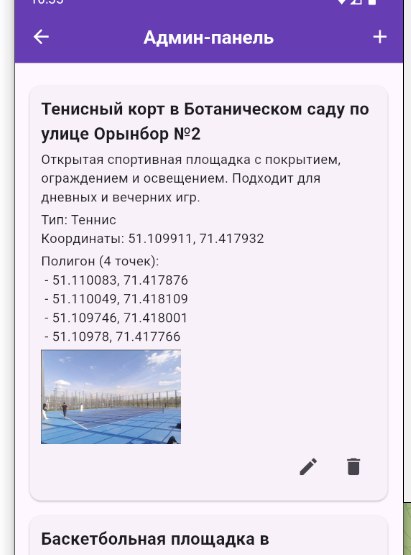 Админ-панель
Тенисный корт в Ботаническом саду по
улице Орынбор №2
Открытая спортивная площадка с покрытием,
ограждением и освещением. Подходит для
дневных и вечерних игр.
Тип: Теннис
Координаты: 51.109911, 71.417932
Полигон (4 точек):
- 51.110083, 71.417876
- 51.110049, 71.418109
- 51.109746, 71.418001
- 51.10978, 71.417766
Баскетбольная площадка в